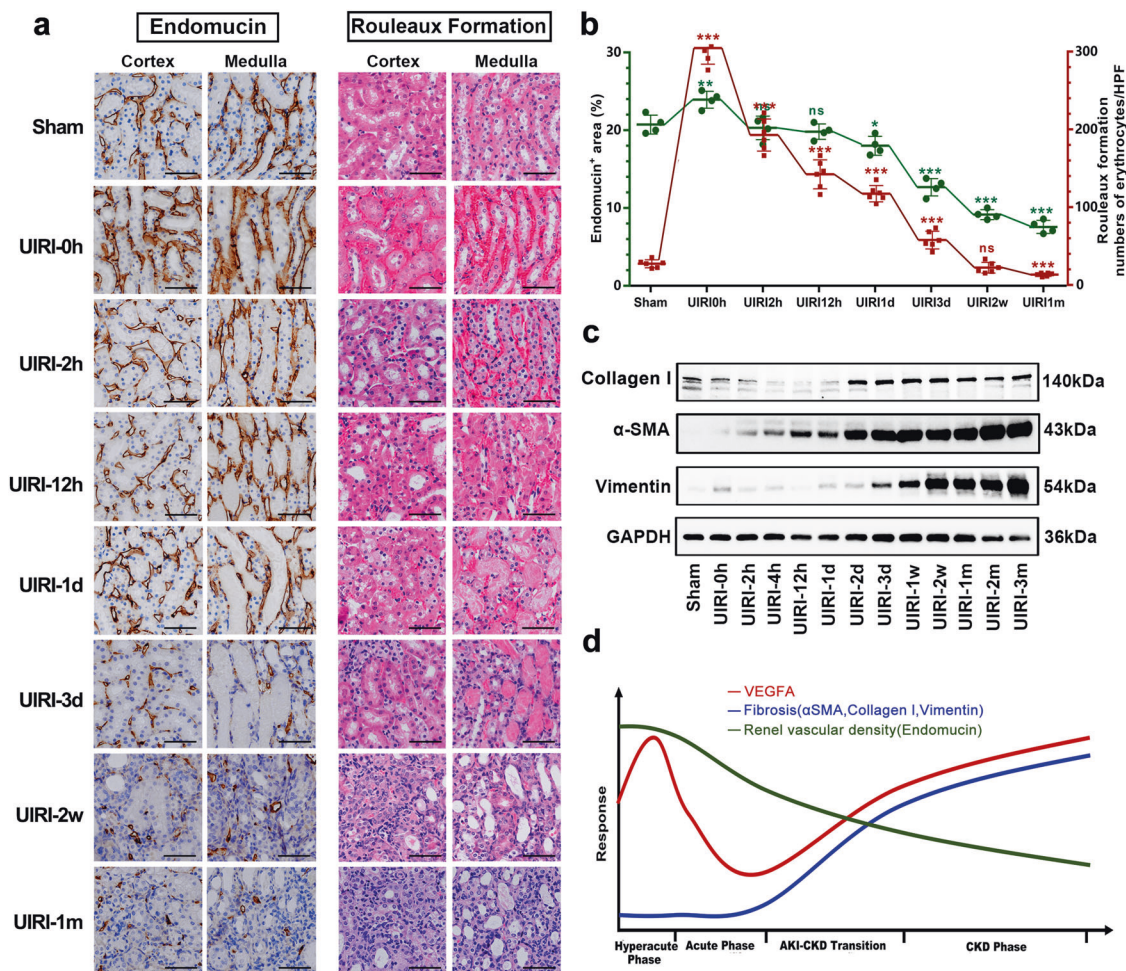 a
Endomucin
Rouleaux Formation
Cortex
Medulla
Cortex
Medulla
Sham
UIRI-0h
UIRI-2h
UIRI-12h
UIRI-1d
UIRI-3d
UIRI-2w
UIRI-1m
b
Endomucin+ area (%)
30
20
10
0
***
**
ns
***
ns
***
*
***
***
***
***
ns
***
***
300
200
100
0
Rouleaux formation
numbers of erythrocytes/HPF
Sham UIRI0h UIRI2h UIRI12h UIRI1d UIRI3d UIRI2w UIRI1m
c
Collagen I 140kDa
α-SMA 43kDa
Vimentin 54kDa
GAPDH 36kDa
Sham
UIRI-0h
UIRI-2h
UIRI-4h
UIRI-12h
UIRI-1d
UIRI-2d
UIRI-3d
UIRI-1w
UIRI-2w
UIRI-1m
UIRI-2m
UIRI-3m
d
VEGFA
Fibrosis(αSMA,Collagen I,Vimentin)
Renel vascular density(Endomucin)
Response
Hyperacute
Phase
Acute Phase
AKI-CKD Transition
CKD Phase